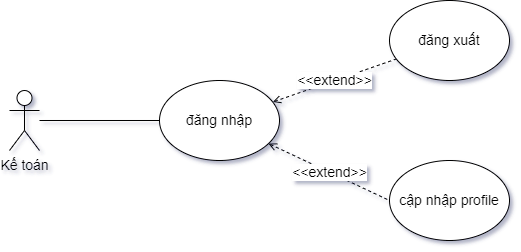 đăng xuất
<<extend>>
đăng nhập
Kế toán
<<extend>>
cập nhập profile